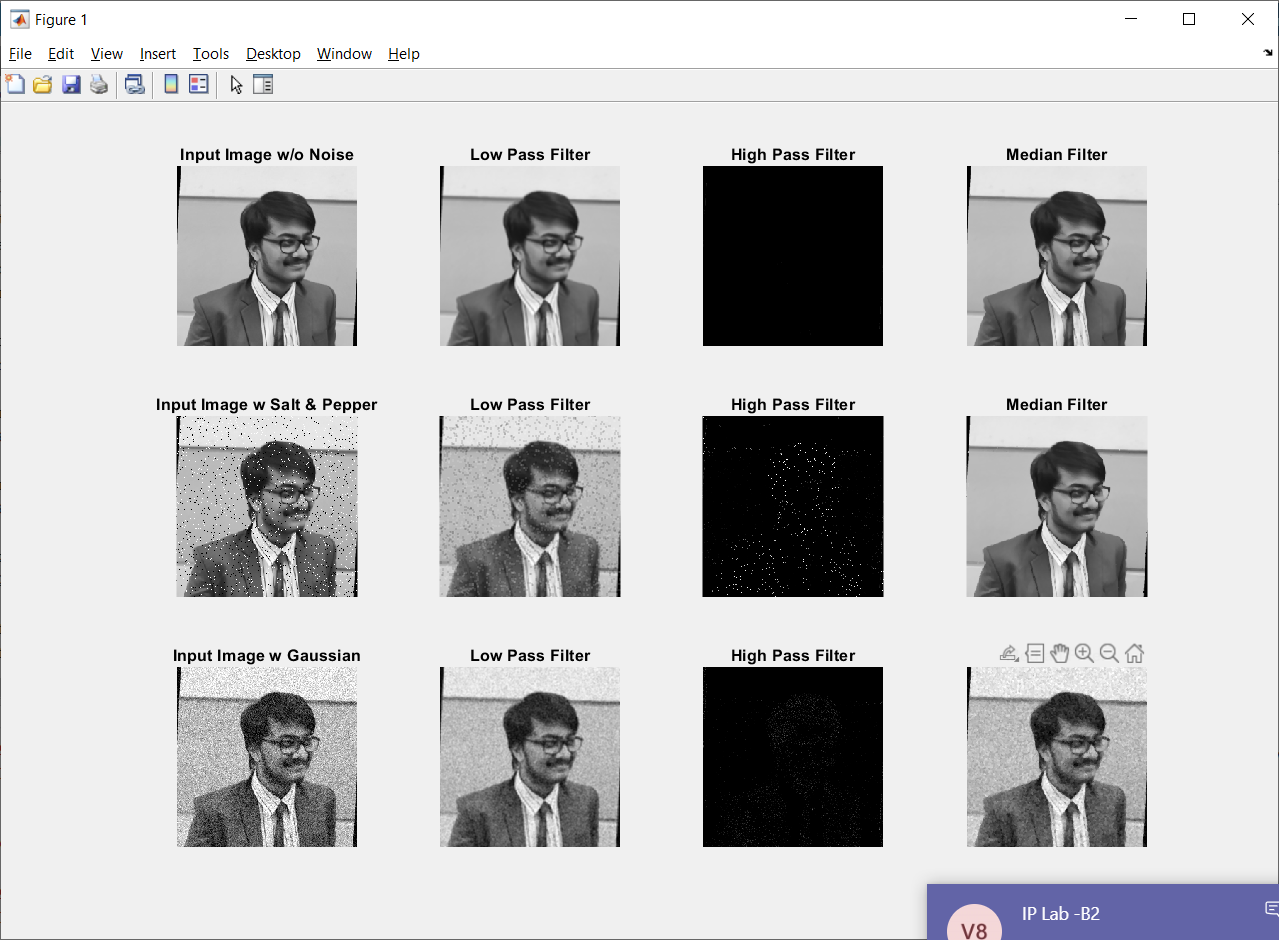 Figure 1
File Edit View Insert Tools Desktop Window Help
Input Image w/o Noise Low Pass Filter High Pass Filter Median Filter
Input Image w Salt & Pepper Low Pass Filter High Pass Filter Median Filter
Input Image w Gaussian Low Pass Filter High Pass Filter
IP Lab -B2
V8